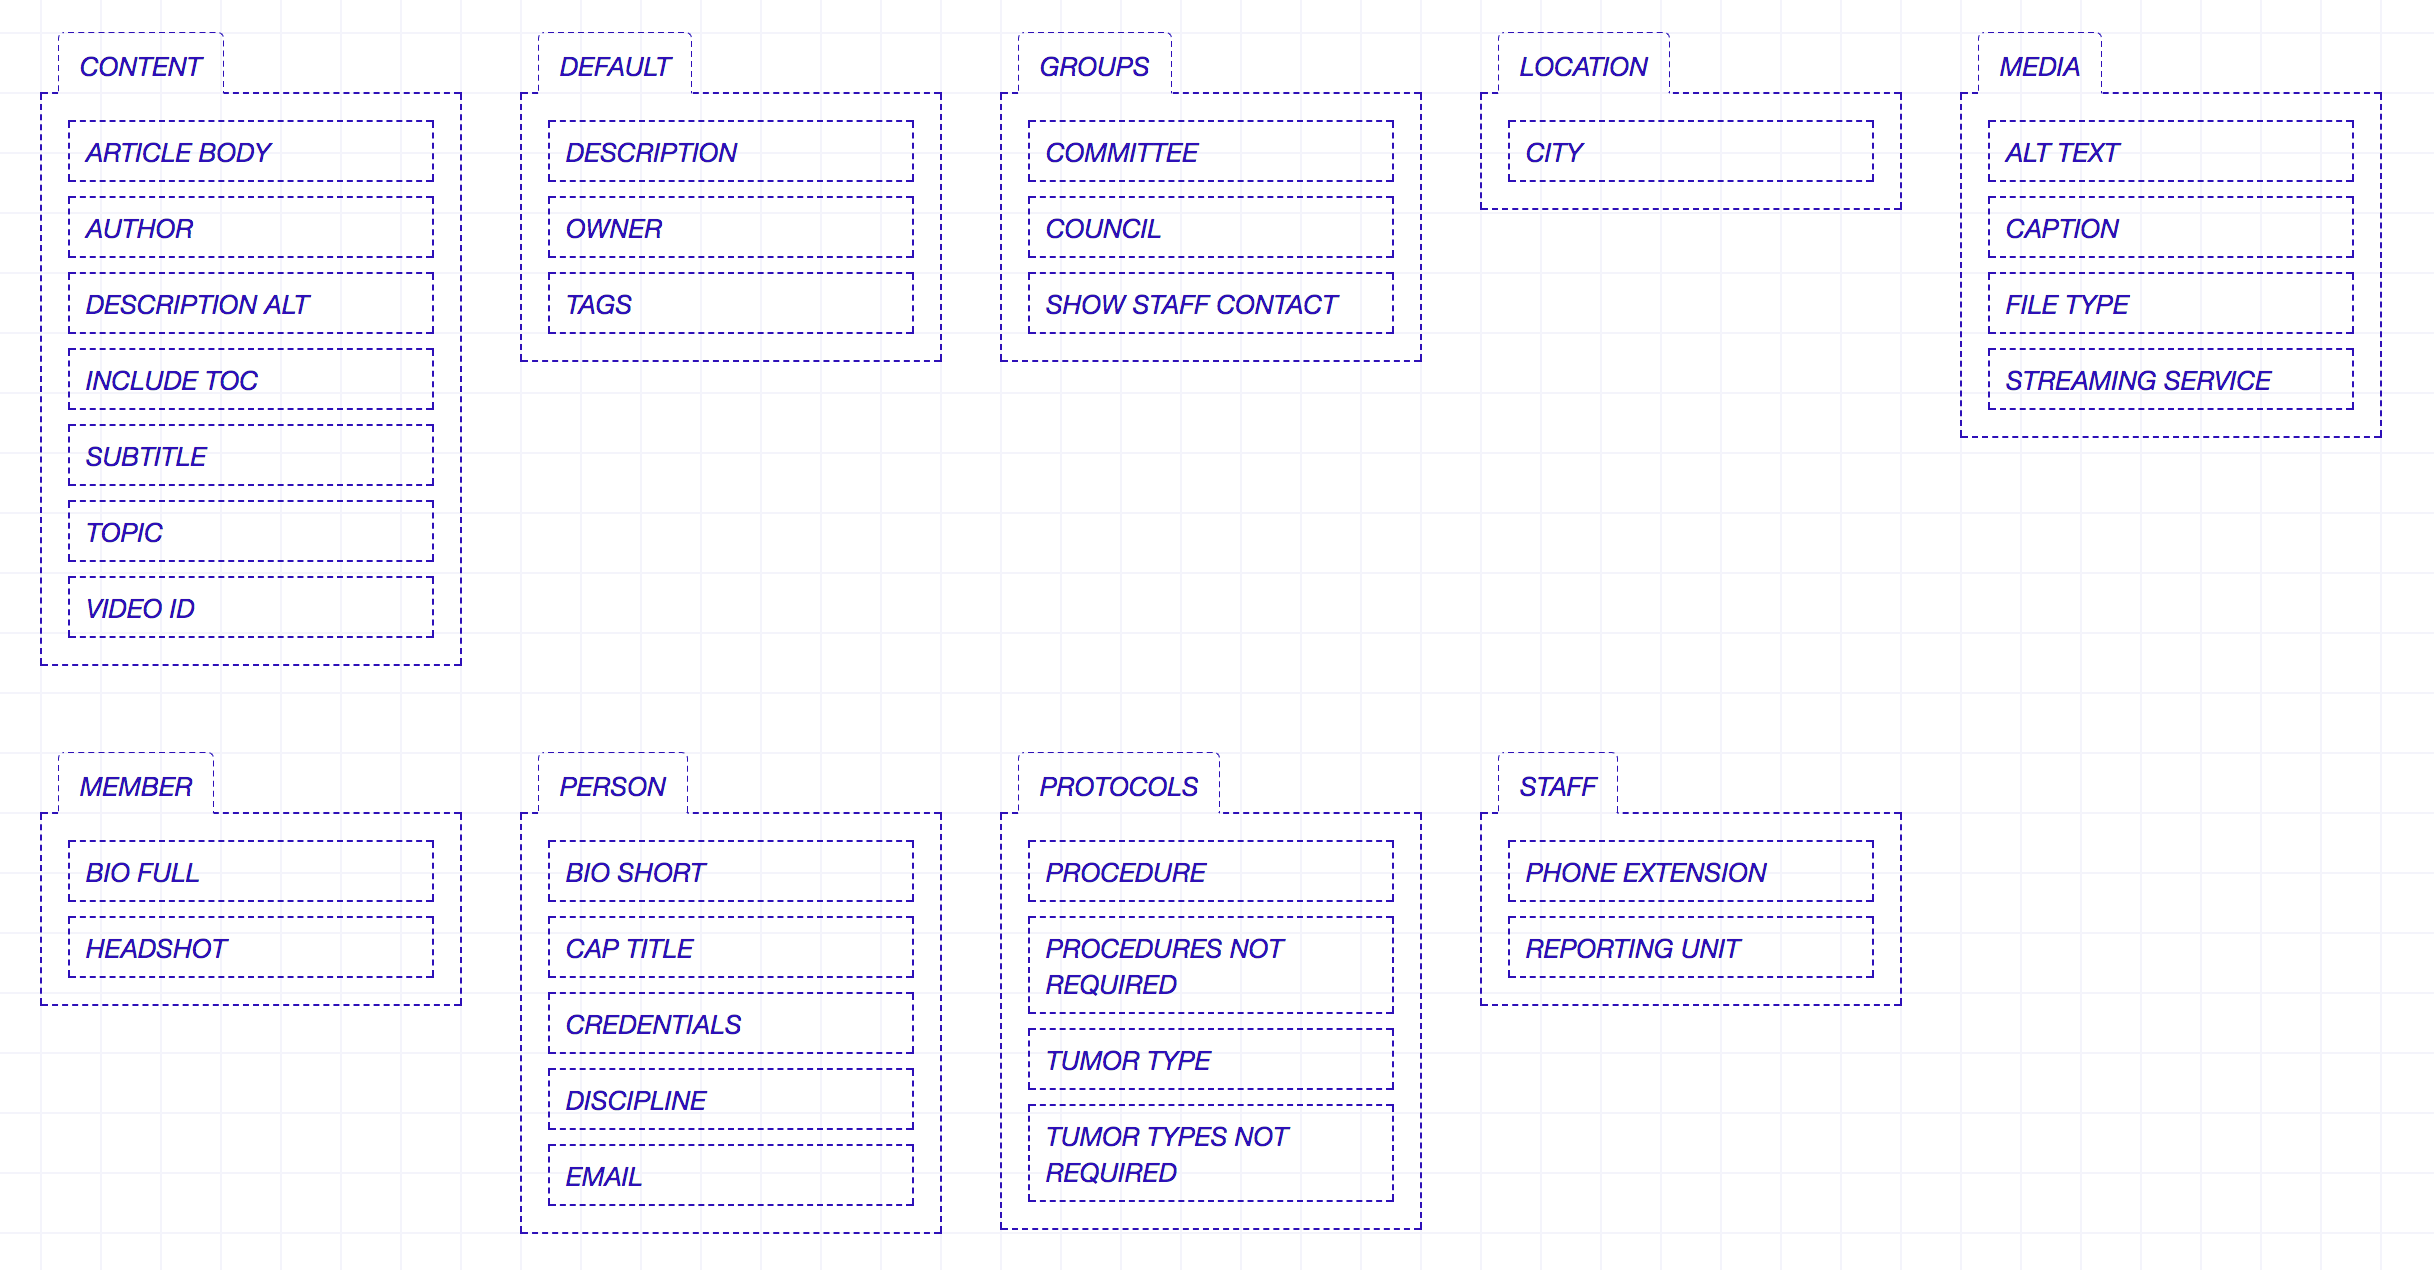 CONTENT
ARTICLE BODY
AUTHOR
DESCRIPTION ALT
INCLUDE TOC
SUBTITLE
TOPIC
VIDEO ID
DEFAULT
DESCRIPTION
OWNER
TAGS
GROUPS
COMMITTEE
COUNCIL
SHOW STAFF CONTACT
LOCATION
CITY
MEDIA
ALT TEXT
CAPTION
FILE TYPE
STREAMING SERVICE
MEMBER
BIO FULL
HEADSHOT
PERSON
BIO SHORT
CAP TITLE
CREDENTIALS
DISCIPLINE
EMAIL
PROTOCOLS
PROCEDURE
PROCEDURES NOT
REQUIRED
TUMOR TYPE
TUMOR TYPES NOT
REQUIRED
STAFF
PHONE EXTENSION
REPORTING UNIT